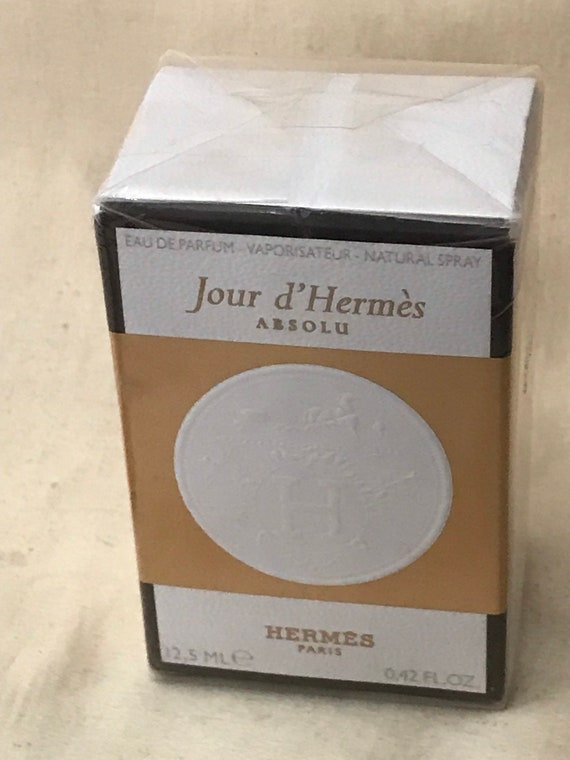 EAU DE PARFUM - VAPORISATEUR - NATURAL SPRAY
Jour d'Hermès
ABSOLU
H
HERMÈS
PARIS
12,5 ML ℮
0.42 FL.OZ.